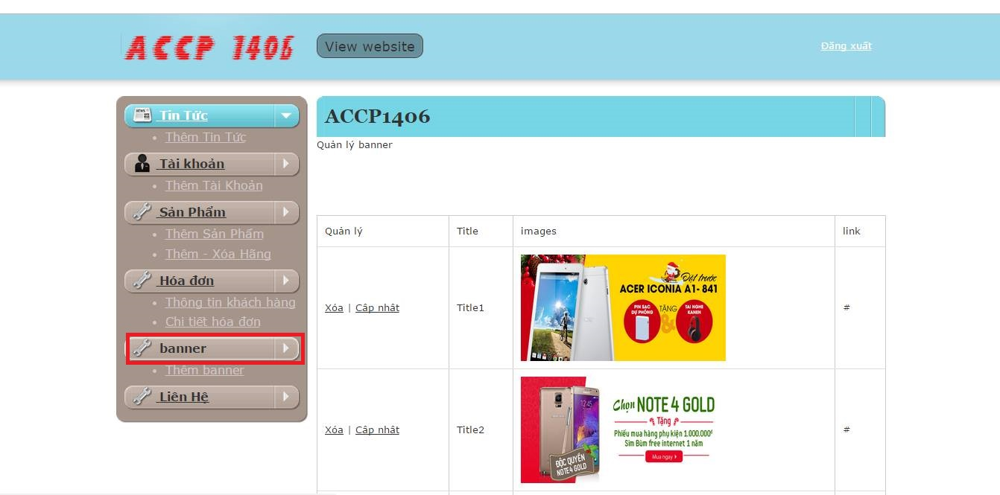 ACCP 1406
View website
Đăng xuất
NEWS
Tin Tức
Thêm Tin Tức
Tài khoản
Thêm Tài Khoản
Sản Phẩm
Thêm Sản Phẩm
Thêm - Xóa Hãng
Hóa đơn
Thông tin khách hàng
Chi tiết hóa đơn
banner
Thêm banner
Liên Hệ
ACCP1406
Quản lý banner
Quản lý Title images link
Xóa | Cập nhật Title1 #
Đặt trước
ACER ICONIA A1- 841
PIN SẠC
DỰ PHÒNG
TẶNG
&
TAI NGHE
KANEN
Xóa | Cập nhật Title2 #
Chọn NOTE 4 GOLD
Tặng
Phiếu mua hàng phụ kiện 1.000.000đ
Sim Bùm free internet 1 năm
Mua ngay >
12:45
ĐỘC QUYỀN
NOTE4 GOLD